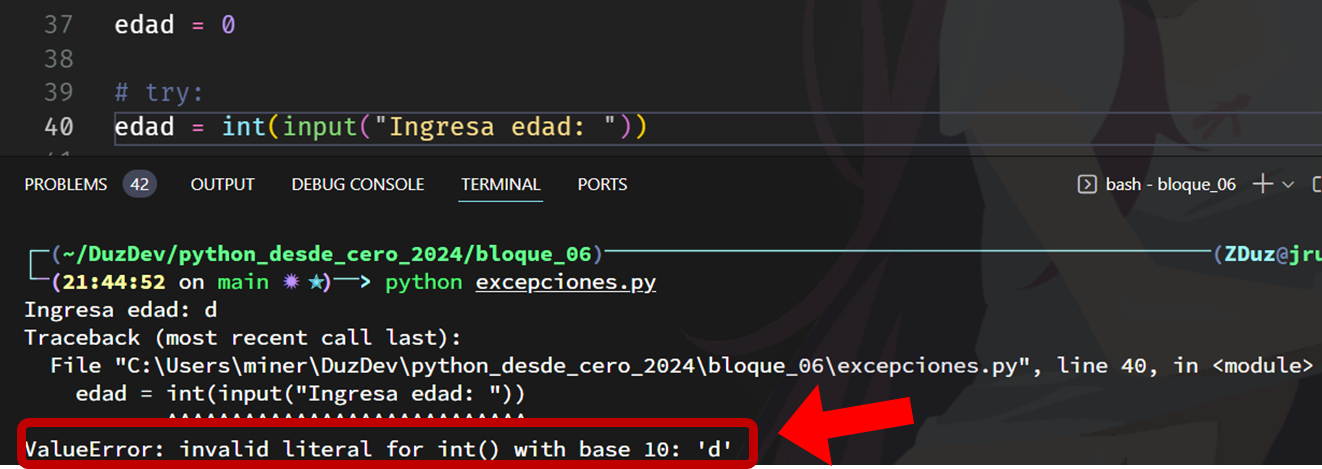 37 edad = 0
38
39 # try:
40 edad = int(input("Ingresa edad: "))
PROBLEMS 42 OUTPUT DEBUG CONSOLE TERMINAL PORTS bash - bloque_06
(~/DuzDev/python_desde_cero_2024/bloque_06) (ZDuz@jru
(21:44:52 on main ✹ ✭)──> python excepciones.py
Ingresa edad: d
Traceback (most recent call last):
File "C:\Users\miner\DuzDev\python_desde_cero_2024\bloque_06\excepciones.py", line 40, in <module>
edad = int(input("Ingresa edad: "))
^^^^^^^^^^^^^^^^^^^^^^^^^^^^
ValueError: invalid literal for int() with base 10: 'd'